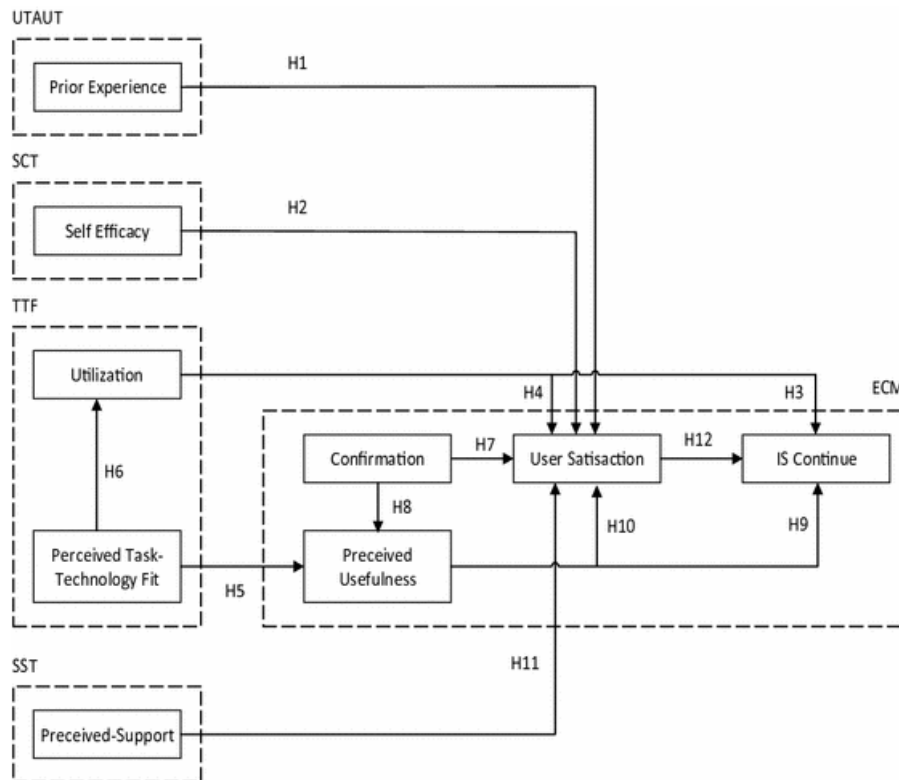 UTAUT
Prior Experience
H1
SCT
Self Efficacy
H2
TTF
Utilization
H4
H3
ECM
H6
Confirmation
H7
User Satisaction
H12
IS Continue
H8
H10
H9
Perceived Task-
Technology Fit
H5
Preceived
Usefulness
SST
H11
Preceived-Support